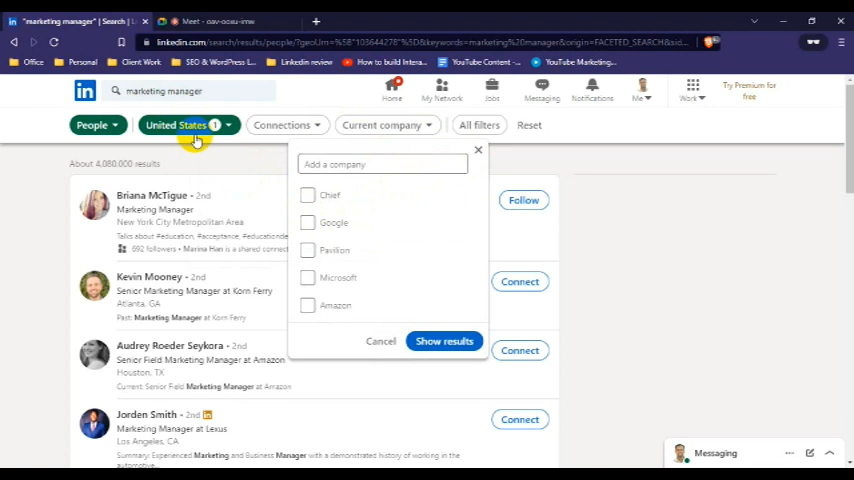 "marketing manager" | Search | L
Meet - oav-oosu-imw
linkedin.com/search/results/people/?geoUrn=%5B"103644278"%5D&keywords=marketing%20manager&origin=FACETED_SEARCH&sid...
Office
Personal
Client Work
SEO & WordPress L...
Linkedin review
How to build Intera...
YouTube Content -...
YouTube Marketing...
in
marketing manager
Home
My Network
Jobs
Messaging
Notifications
Me
Work
Try Premium for
free
People
United States 1
Connections
Current company
All filters
Reset
About 4,080,000 results
Add a company
Chief
Google
Pavilion
Microsoft
Amazon
Cancel
Show results
Briana McTigue • 2nd
Marketing Manager
New York City Metropolitan Area
Talks about #education, #acceptance, #educationde
692 followers • Marina Han is a shared connect
Follow
Kevin Mooney • 2nd
Senior Marketing Manager at Korn Ferry
Atlanta, GA
Past: Marketing Manager at Korn Ferry
Connect
Audrey Roeder Seykora • 2nd
Senior Field Marketing Manager at Amazon
Houston, TX
Current: Senior Field Marketing Manager at Amazon
Connect
Jorden Smith • 2nd in
Marketing Manager at Lexus
Los Angeles, CA
Summary: Experienced Marketing and Business Manager with a demonstrated history of working in the
automotive...
Connect
Messaging